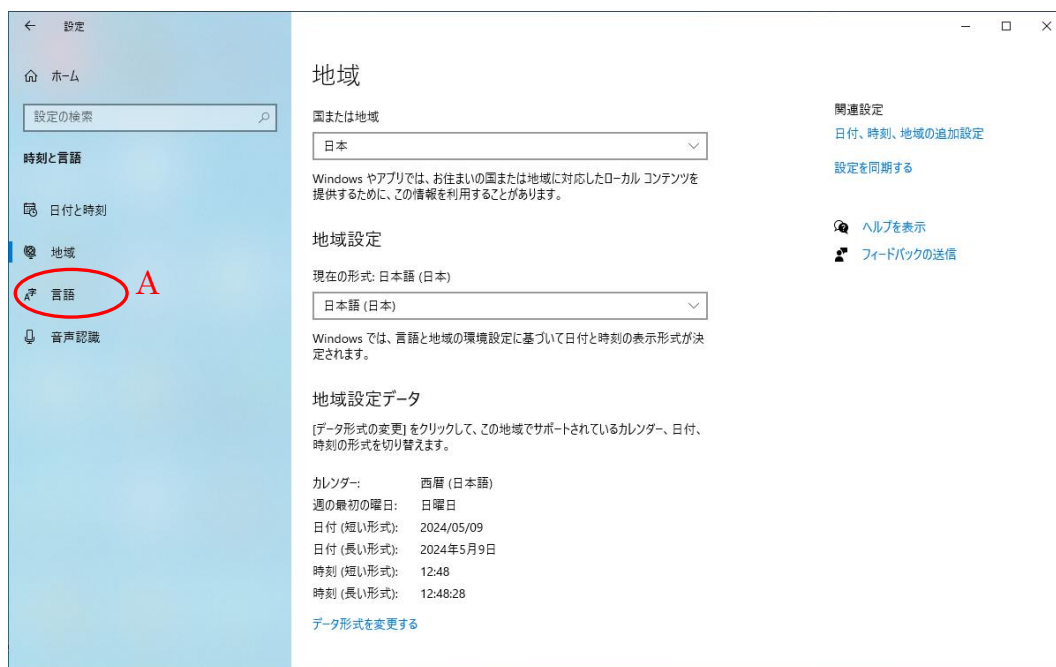 設定
ホーム
設定の検索
時刻と言語
日付と時刻
地域
言語
A
音声認識
地域
国または地域
日本
Windows やアプリでは、お住まいの国または地域に対応したローカル コンテンツを
提供するために、この情報を利用することがあります。
地域設定
現在の形式: 日本語 (日本)
日本語 (日本)
Windows では、言語と地域の環境設定に基づいて日付と時刻の表示形式が決
定されます。
地域設定データ
[データ形式の変更] をクリックして、この地域でサポートされているカレンダー、日付、
時刻の形式を切り替えます。
カレンダー: 西暦 (日本語)
週の最初の曜日: 日曜日
日付 (短い形式): 2024/05/09
日付 (長い形式): 2024年5月9日
時刻 (短い形式): 12:48
時刻 (長い形式): 12:48:28
データ形式を変更する
関連設定
日付、時刻、地域の追加設定
設定を同期する
ヘルプを表示
フィードバックの送信